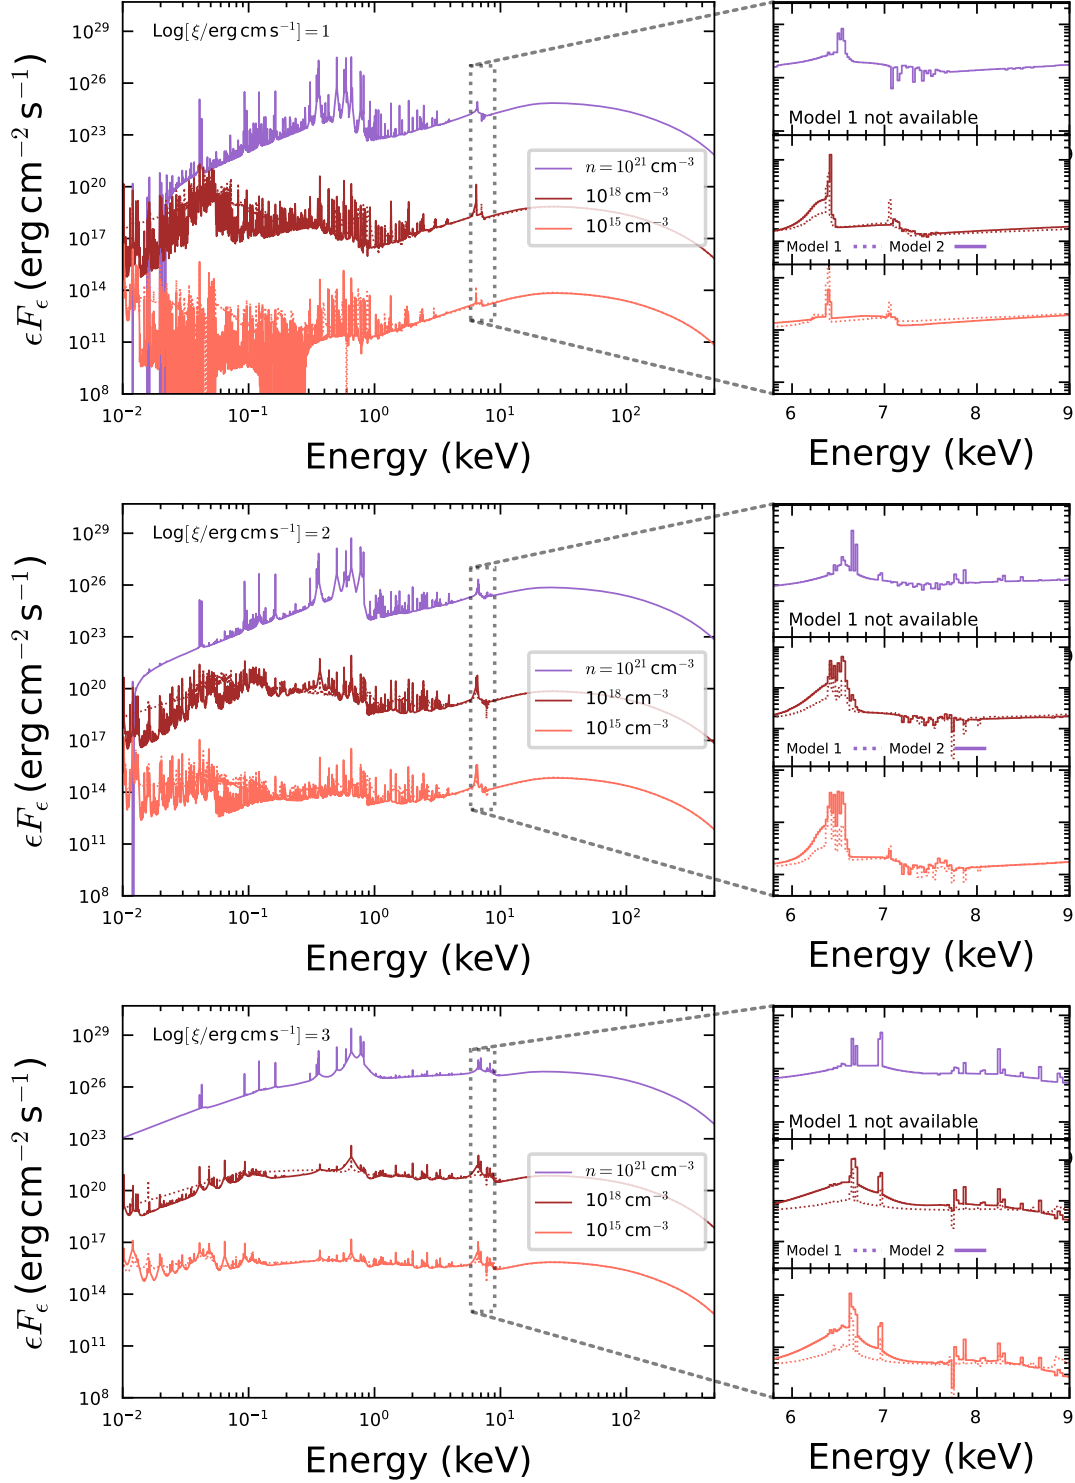 10²⁹
10²⁶
10²³
10²⁰
10¹⁷
10¹⁴
10¹¹
10⁸
ϵFϵ (erg cm⁻² s⁻¹)
Log[ξ/erg cm s⁻¹] = 1
n = 10²¹ cm⁻³
10¹⁸ cm⁻³
10¹⁵ cm⁻³
10⁻² 10⁻¹ 10⁰ 10¹ 10²
Energy (keV)
Model 1 not available
Model 1 Model 2
6 7 8 9
Energy (keV)
10²⁹
10²⁶
10²³
10²⁰
10¹⁷
10¹⁴
10¹¹
10⁸
ϵFϵ (erg cm⁻² s⁻¹)
Log[ξ/erg cm s⁻¹] = 2
n = 10²¹ cm⁻³
10¹⁸ cm⁻³
10¹⁵ cm⁻³
10⁻² 10⁻¹ 10⁰ 10¹ 10²
Energy (keV)
Model 1 not available
Model 1 Model 2
6 7 8 9
Energy (keV)
10²⁹
10²⁶
10²³
10²⁰
10¹⁷
10¹⁴
10¹¹
10⁸
ϵFϵ (erg cm⁻² s⁻¹)
Log[ξ/erg cm s⁻¹] = 3
n = 10²¹ cm⁻³
10¹⁸ cm⁻³
10¹⁵ cm⁻³
10⁻² 10⁻¹ 10⁰ 10¹ 10²
Energy (keV)
Model 1 not available
Model 1 Model 2
6 7 8 9
Energy (keV)